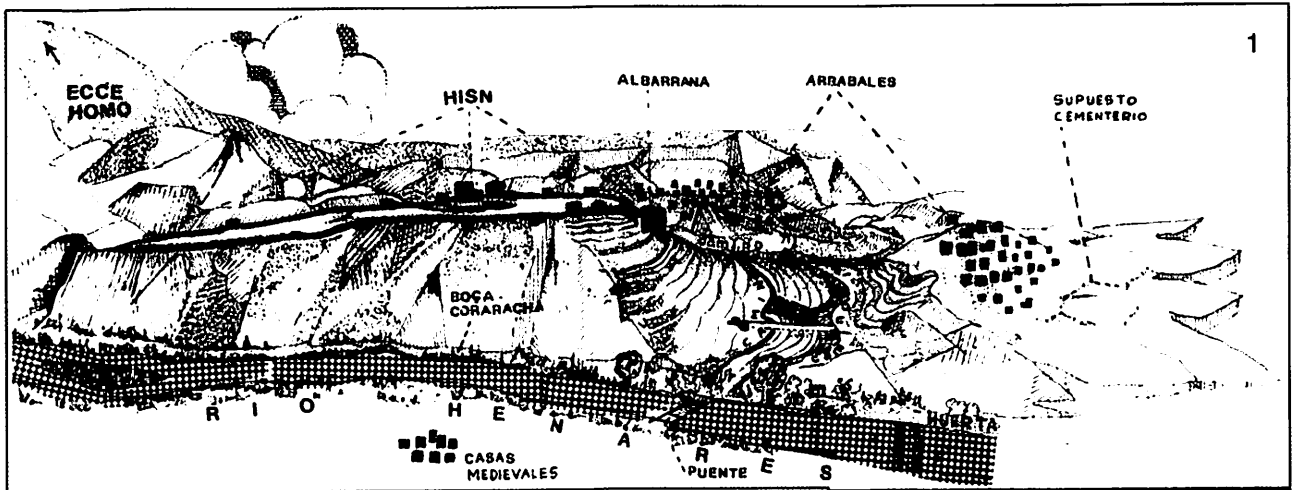 1
ECCE
HOMO
HISN
ALBARRANA
ARRABALES
SUPUESTO
CEMENTERIO
BOCA
CORARACHA
HUERTA
RIO HENARES
PUENTE
CASAS
MEDIEVALES